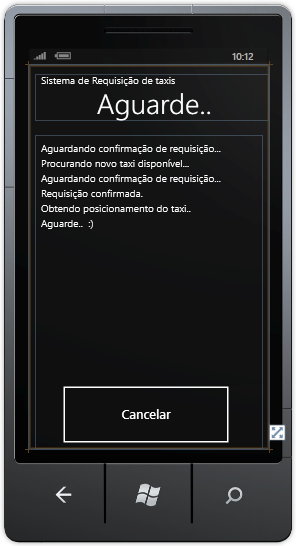 10:12
Sistema de Requisição de taxis
Aguarde..
Aguardando confirmação de requisição...
Procurando novo taxi disponível...
Aguardando confirmação de requisição...
Requisição confirmada.
Obtendo posicionamento do taxi..
Aguarde.. :)
Cancelar